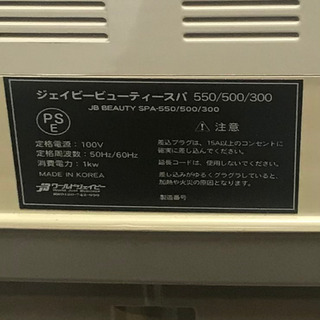 ジェイビービューティースパ 550/500/300
JB BEAUTY SPA-550/500/300
PS
E
⚠ 注意
定格電源：100V
定格周波数：50Hz/60Hz
消費電力：1kw
MADE IN KOREA
差込プラグは、15A以上のコンセントに
確実に差し込んでください。
延長コードは、使用しないでください。
差し込みがゆるくグラグラしていると、
加熱や火災の原因となります。
製造番号